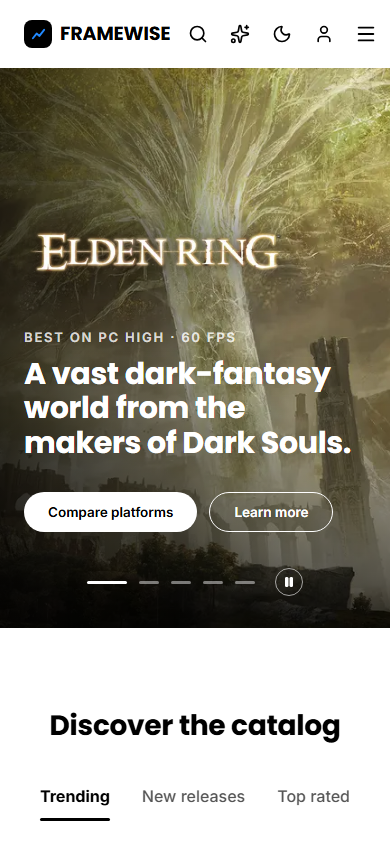 FRAMEWISE
ELDEN RING
BEST ON PC HIGH · 60 FPS
A vast dark-fantasy
world from the
makers of Dark Souls.
Compare platforms
Learn more
Discover the catalog
Trending
New releases
Top rated